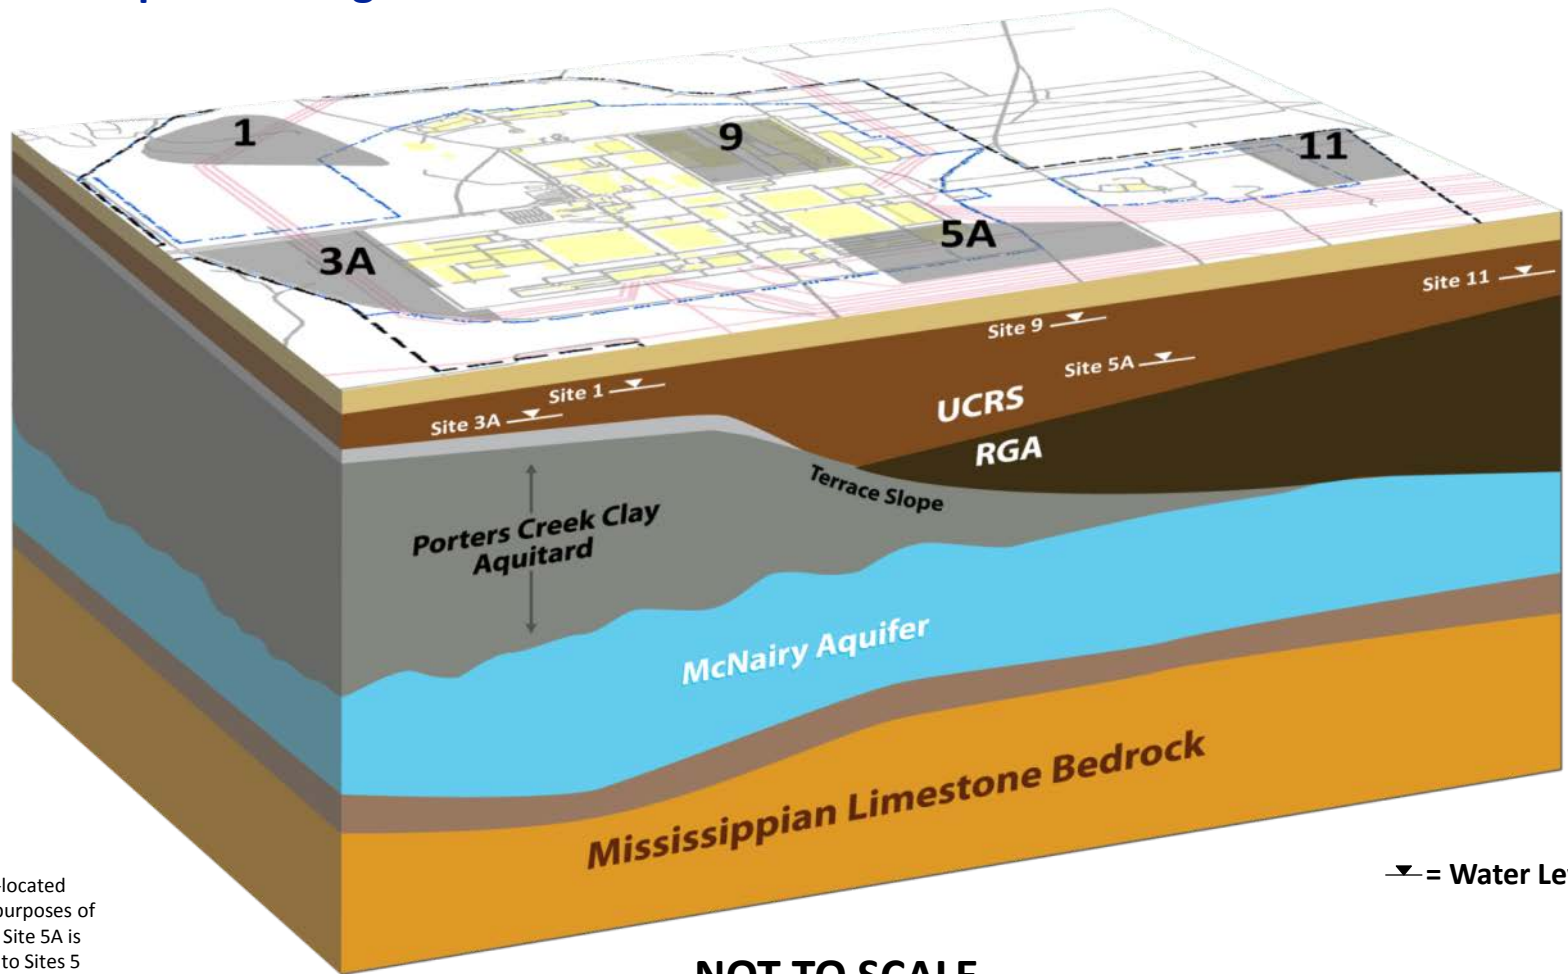 1
9
11
3A
5A
Site 11
Site 9
Site 5A
Site 1
Site 3A
UCRS
RGA
Terrace Slope
Porters Creek Clay
Aquitard
McNairy Aquifer
Mississippian Limestone Bedrock
= Water Le
located
purposes of
Site 5A is
to Sites 5
NOT TO SCALE